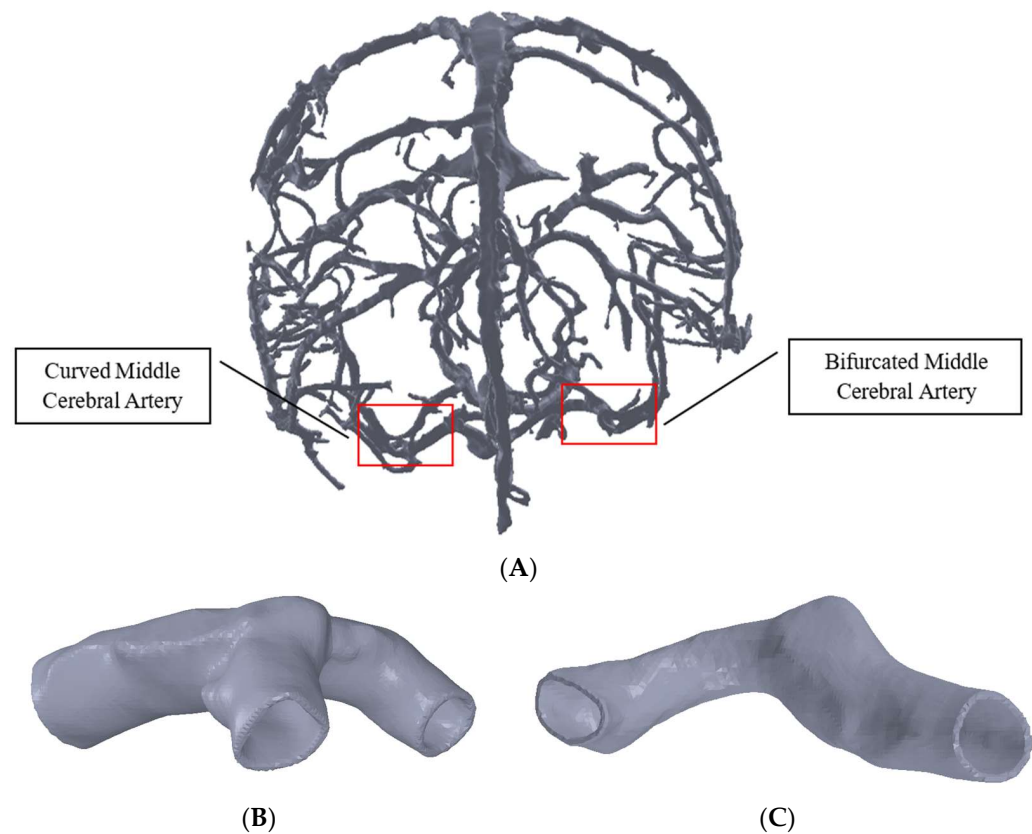 Curved Middle
Cerebral Artery
Bifurcated Middle
Cerebral Artery
(A)
(B)
(C)